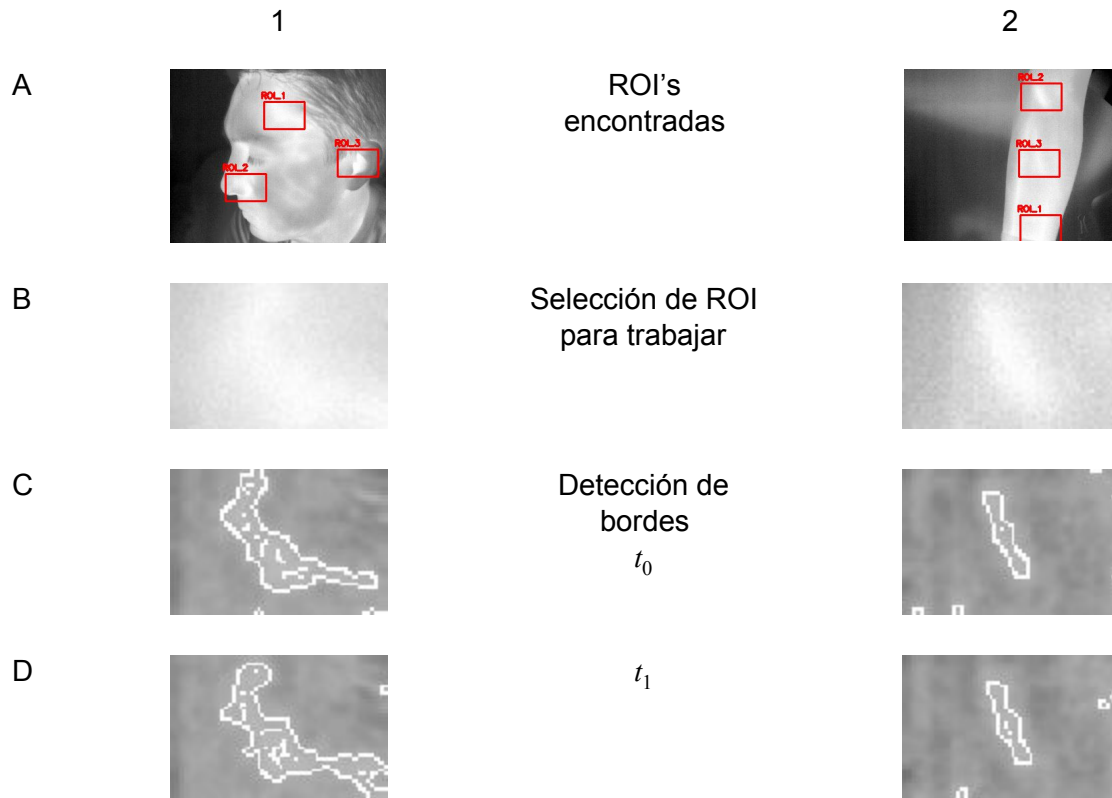 1
2
A
ROI_1
ROI_2
ROI_3
ROI's
encontradas
ROI_2
ROI_3
ROI_1
B
Selección de ROI
para trabajar
C
Detección de
bordes
t₀
D
t₁